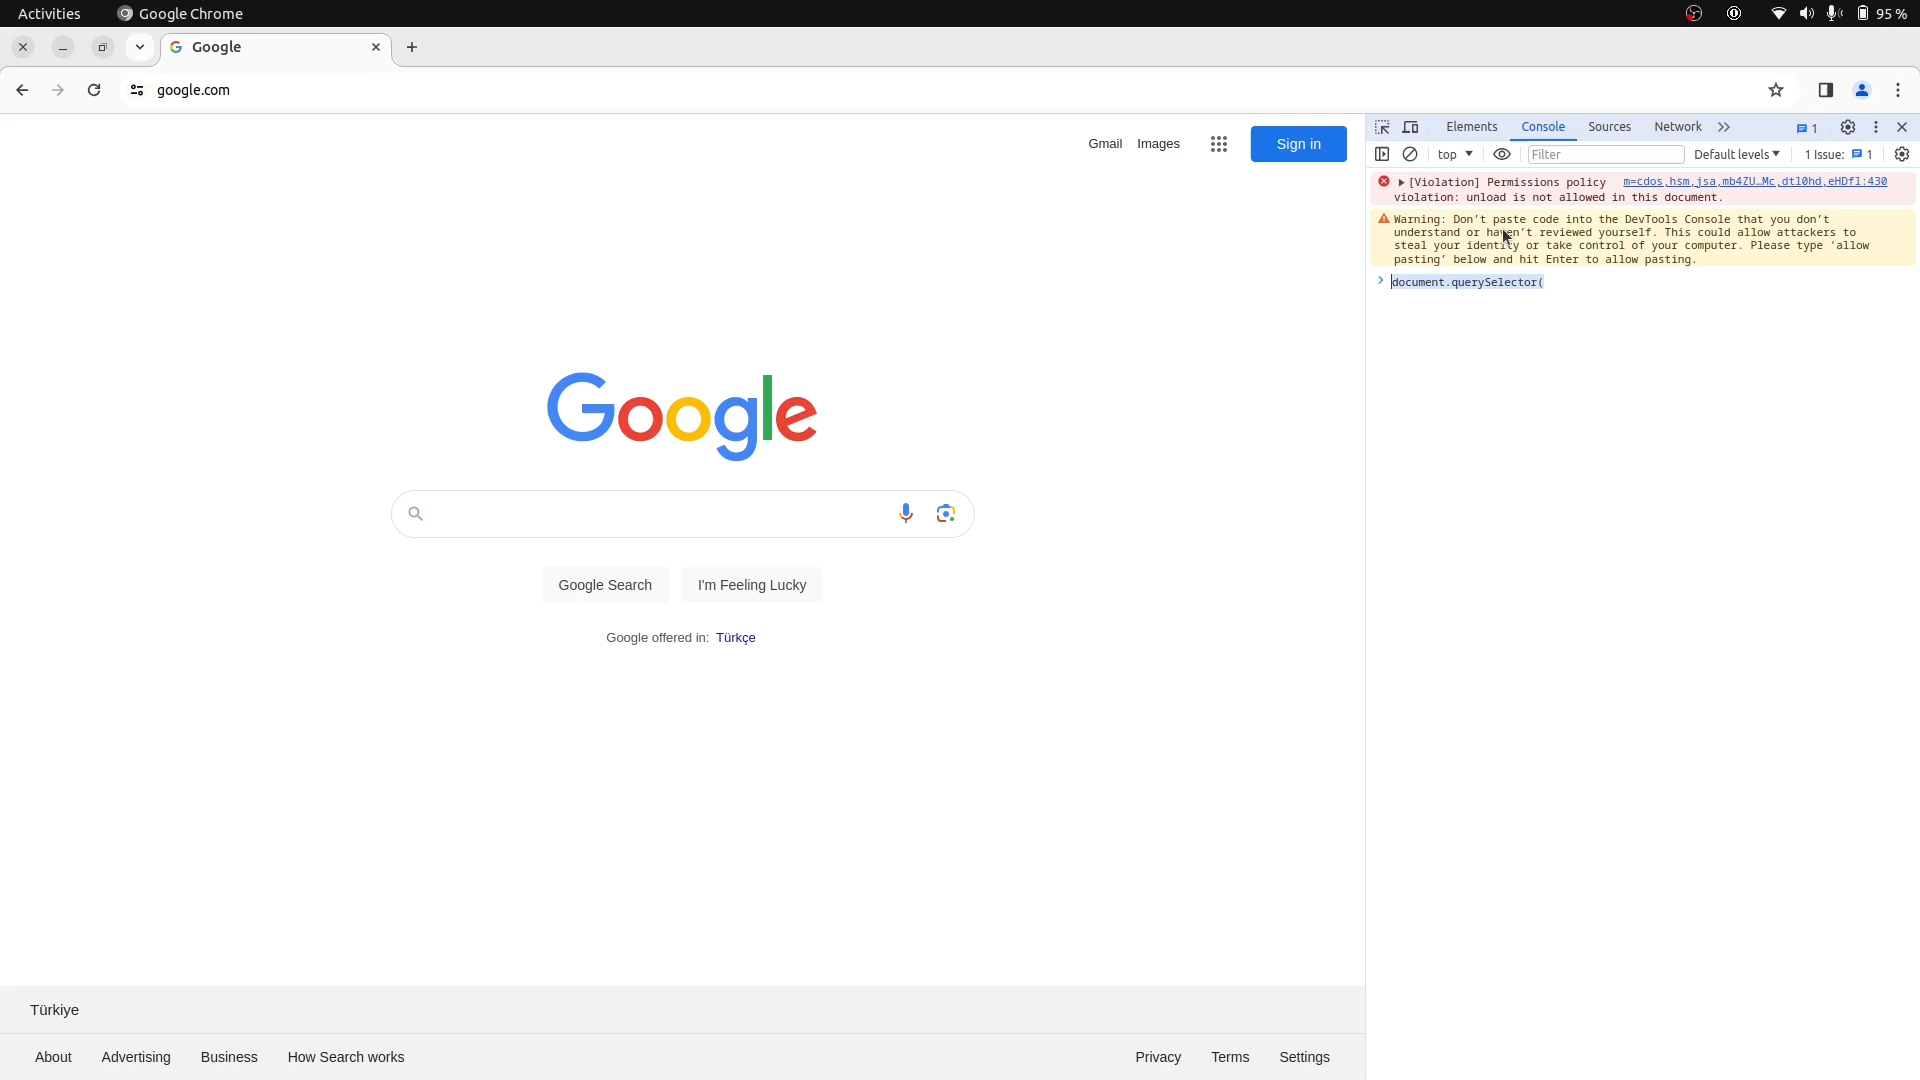 Activities
Google Chrome
95 %
Google
google.com
Gmail
Images
Sign in
Elements
Console
Sources
Network
1
top
Filter
Default levels
1 Issue:
1
[Violation] Permissions policy
m=cdos,hsm,jsa,mb4ZU…Mc,dtl0hd,eHDfl:430
violation: unload is not allowed in this document.
Warning: Don’t paste code into the DevTools Console that you don’t
understand or haven’t reviewed yourself. This could allow attackers to
steal your identity or take control of your computer. Please type ‘allow
pasting’ below and hit Enter to allow pasting.
document.querySelector(
Google
Google Search
I'm Feeling Lucky
Google offered in: Türkçe
Türkiye
About
Advertising
Business
How Search works
Privacy
Terms
Settings